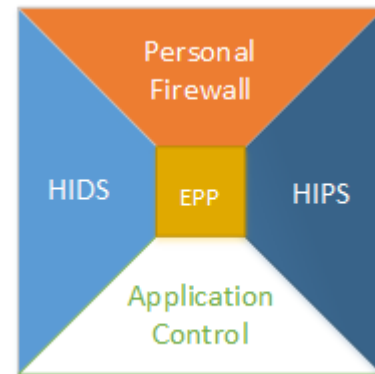 Personal
Firewall
HIDS
EPP
HIPS
Application
Control